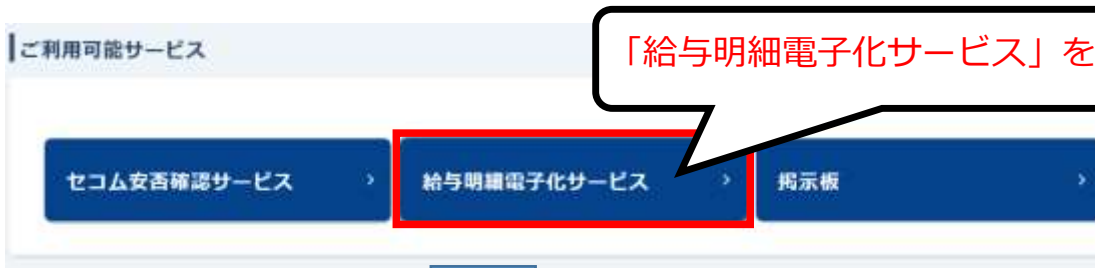 ご利用可能サービス
「給与明細電子化サービス」を
セコム安否確認サービス
給与明細電子化サービス
掲示板